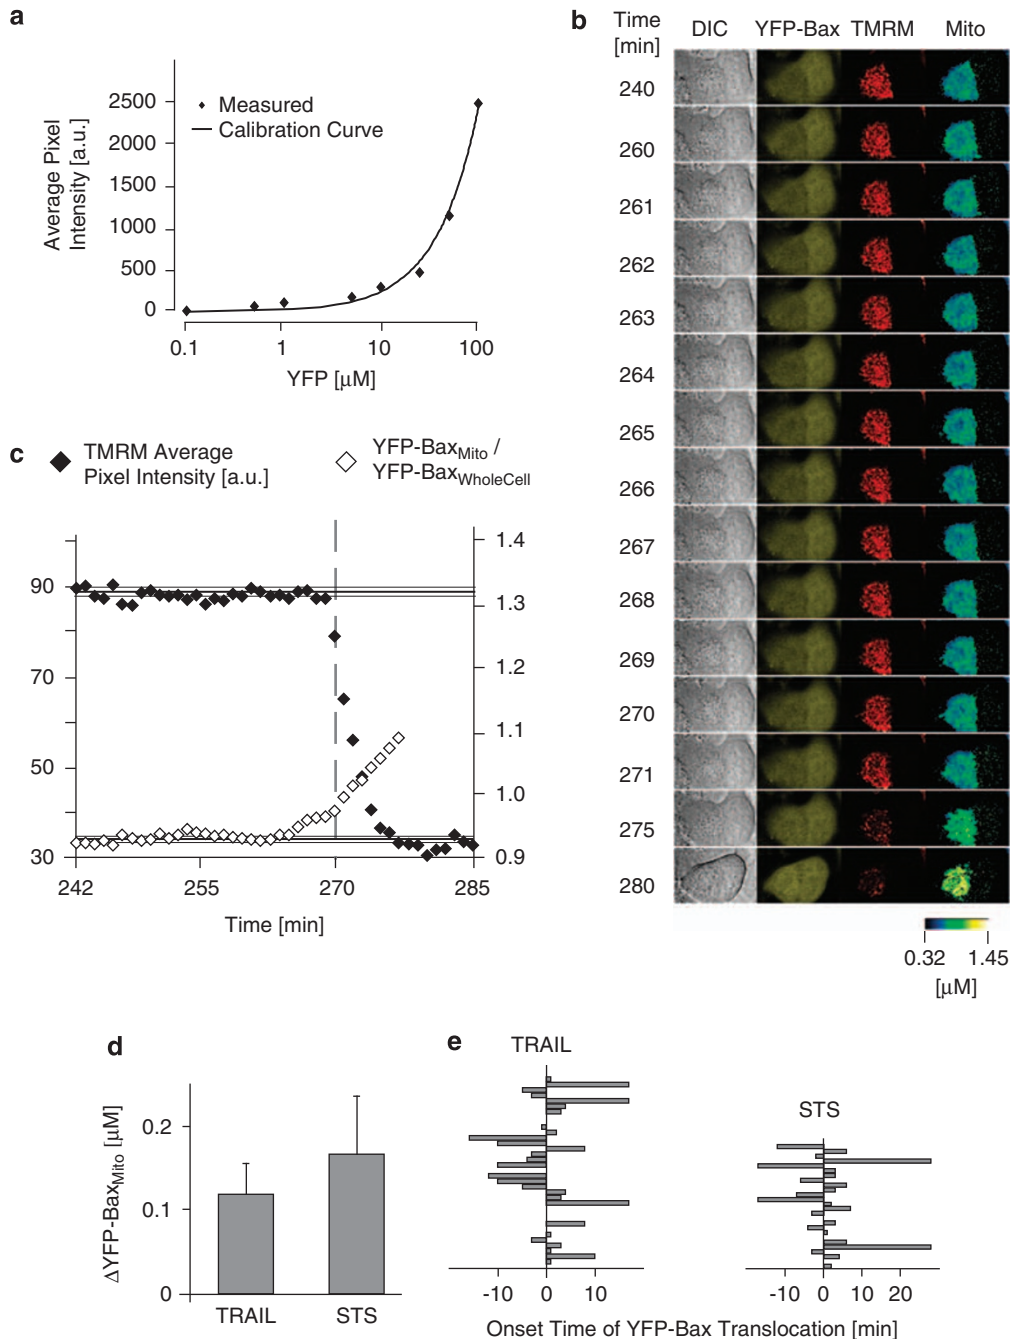 a
Average Pixel
Intensity [a.u.]
2500
2000
1500
1000
500
0
Measured
Calibration Curve
0.1
1
10
100
YFP [μM]
b
Time
[min]
DIC
YFP-Bax
TMRM
Mito
240
260
261
262
263
264
265
266
267
268
269
270
271
275
280
0.32
1.45
[μM]
c
TMRM Average
Pixel Intensity [a.u.]
YFP-BaxMito /
YFP-BaxWholeCell
90
70
50
30
1.4
1.3
1.2
1.1
1.0
0.9
242
255
270
285
Time [min]
d
ΔYFP-BaxMito [μM]
0.2
0.1
0
TRAIL
STS
e
TRAIL
STS
-10
0
10
-10
0
10
20
Onset Time of YFP-Bax Translocation [min]